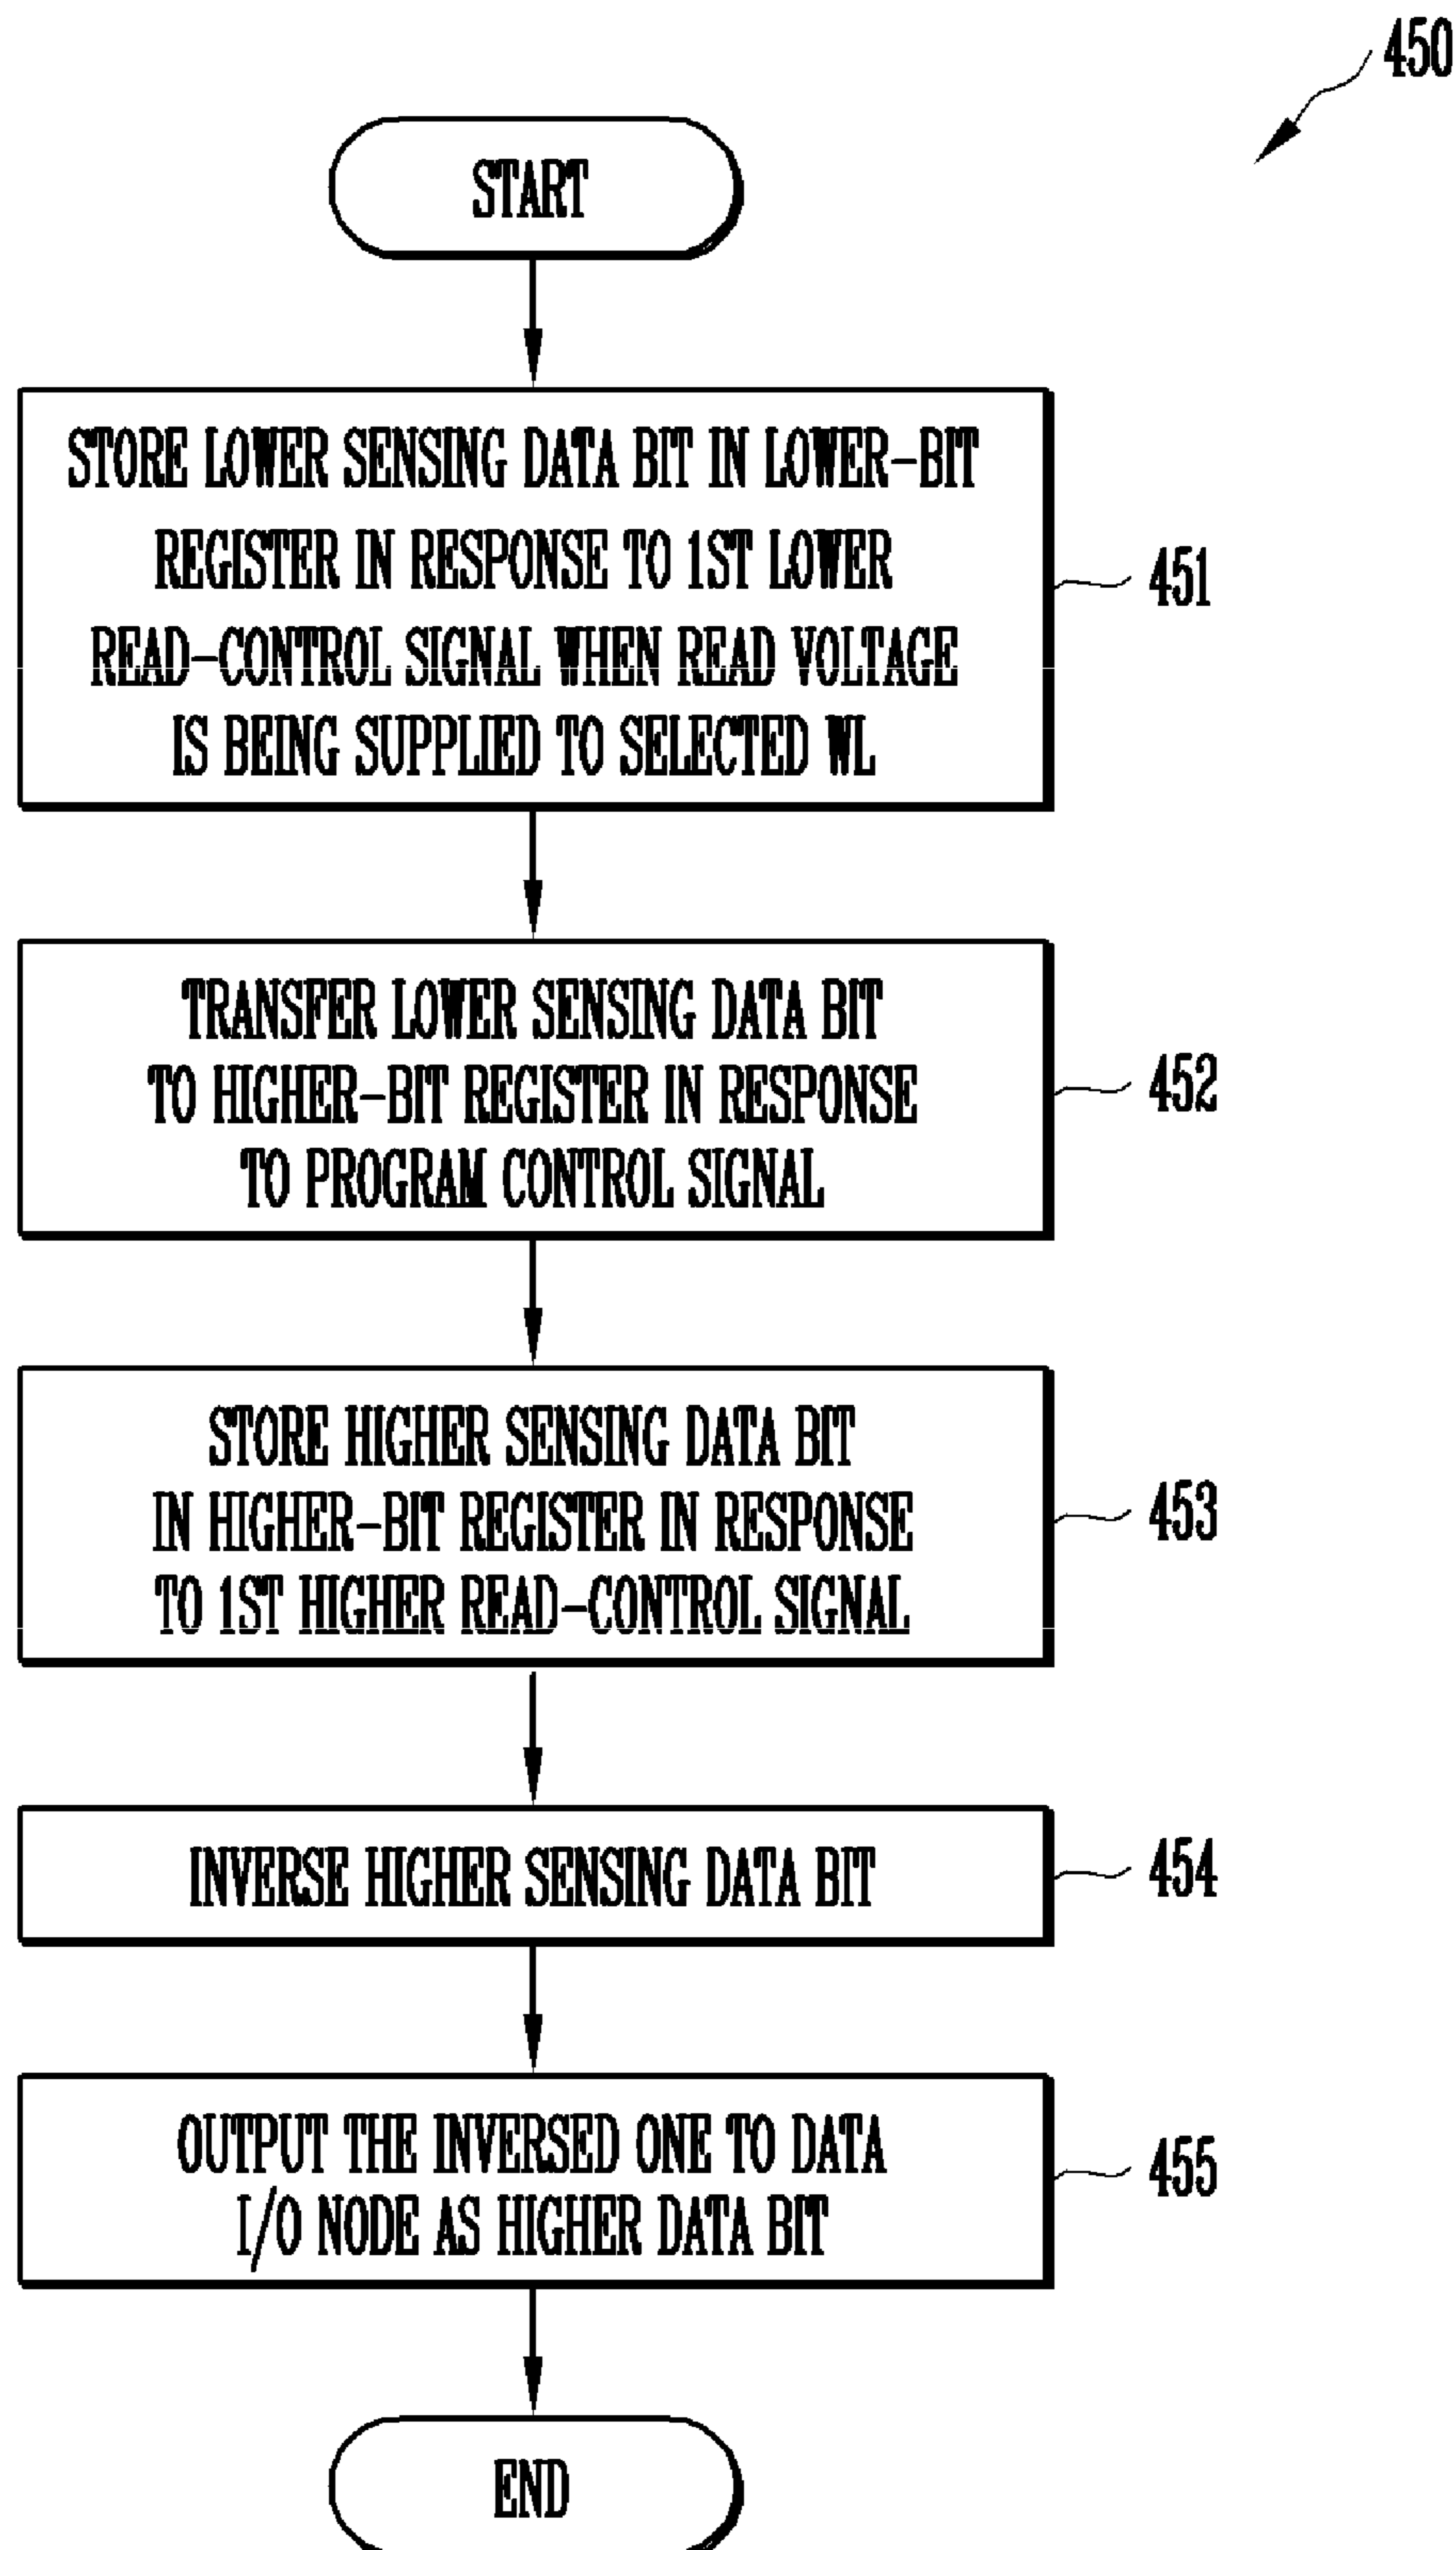 450
START
STORE LOWER SENSING DATA BIT IN LOWER-BIT
REGISTER IN RESPONSE TO 1ST LOWER
READ-CONTROL SIGNAL WHEN READ VOLTAGE
IS BEING SUPPLIED TO SELECTED WL
451
TRANSFER LOWER SENSING DATA BIT
TO HIGHER-BIT REGISTER IN RESPONSE
TO PROGRAM CONTROL SIGNAL
452
STORE HIGHER SENSING DATA BIT
IN HIGHER-BIT REGISTER IN RESPONSE
TO 1ST HIGHER READ-CONTROL SIGNAL
453
INVERSE HIGHER SENSING DATA BIT
454
OUTPUT THE INVERSED ONE TO DATA
I/O NODE AS HIGHER DATA BIT
455
END